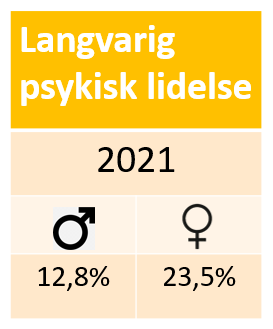 Langvarig
psykisk lidelse
2021
♂ ♀
12,8% 23,5%